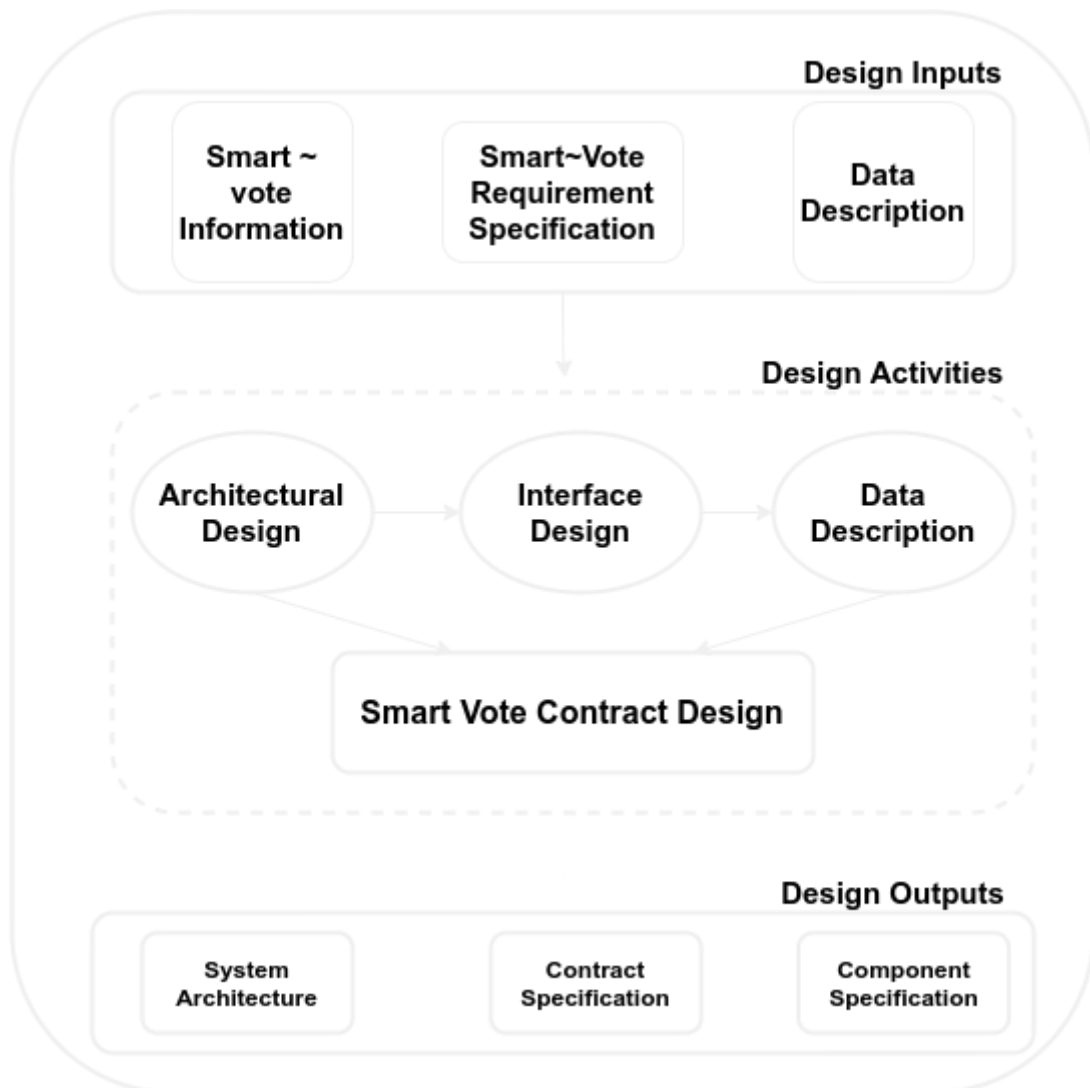 Design Inputs
Smart ~
vote
Information
Smart~Vote
Requirement
Specification
Data
Description
Design Activities
Architectural
Design
Interface
Design
Data
Description
Smart Vote Contract Design
Design Outputs
System
Architecture
Contract
Specification
Component
Specification